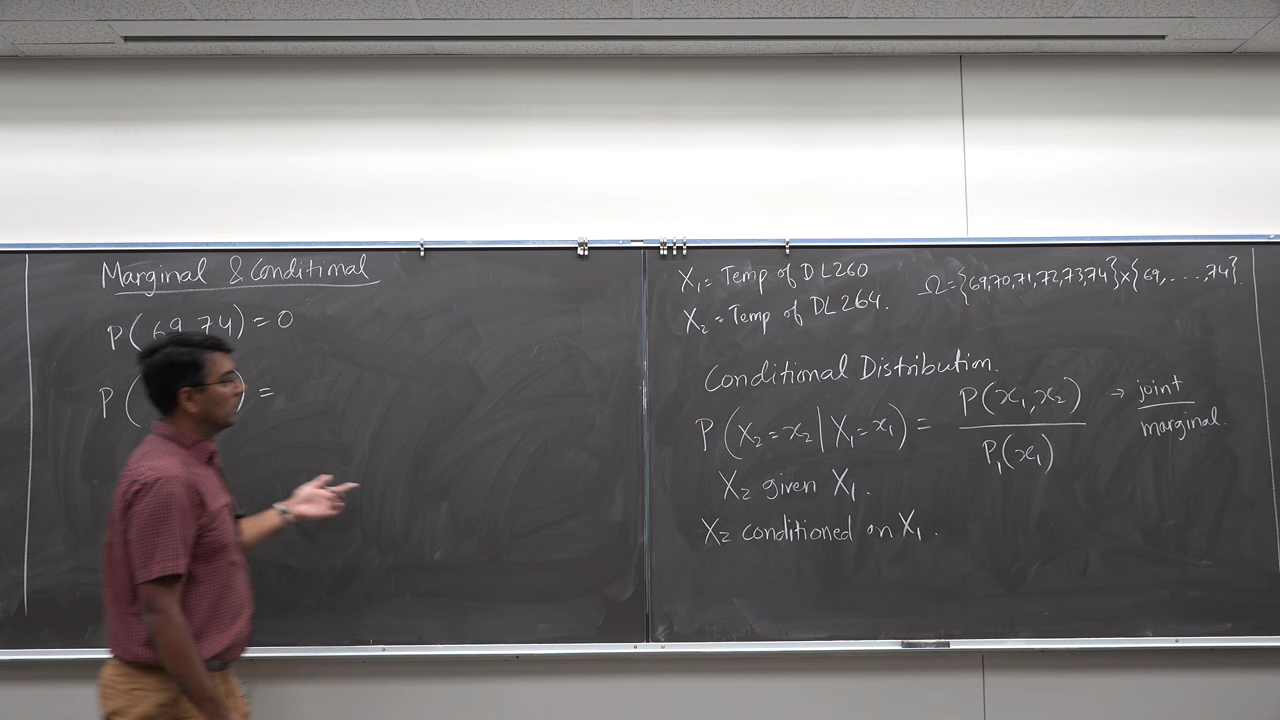 Marginal & Conditional
P(69,74) = 0
P( ) =
X₁ = Temp of DL260
X₂ = Temp of DL264.
Ω = {69,70,71,72,73,74} x {69, ...., 74}.
Conditional Distribution.
P(X₂ = x₂ | X₁ = x₁) = P(x₁, x₂) / P₁(x₁) → joint / marginal.
X₂ given X₁.
X₂ conditioned on X₁.